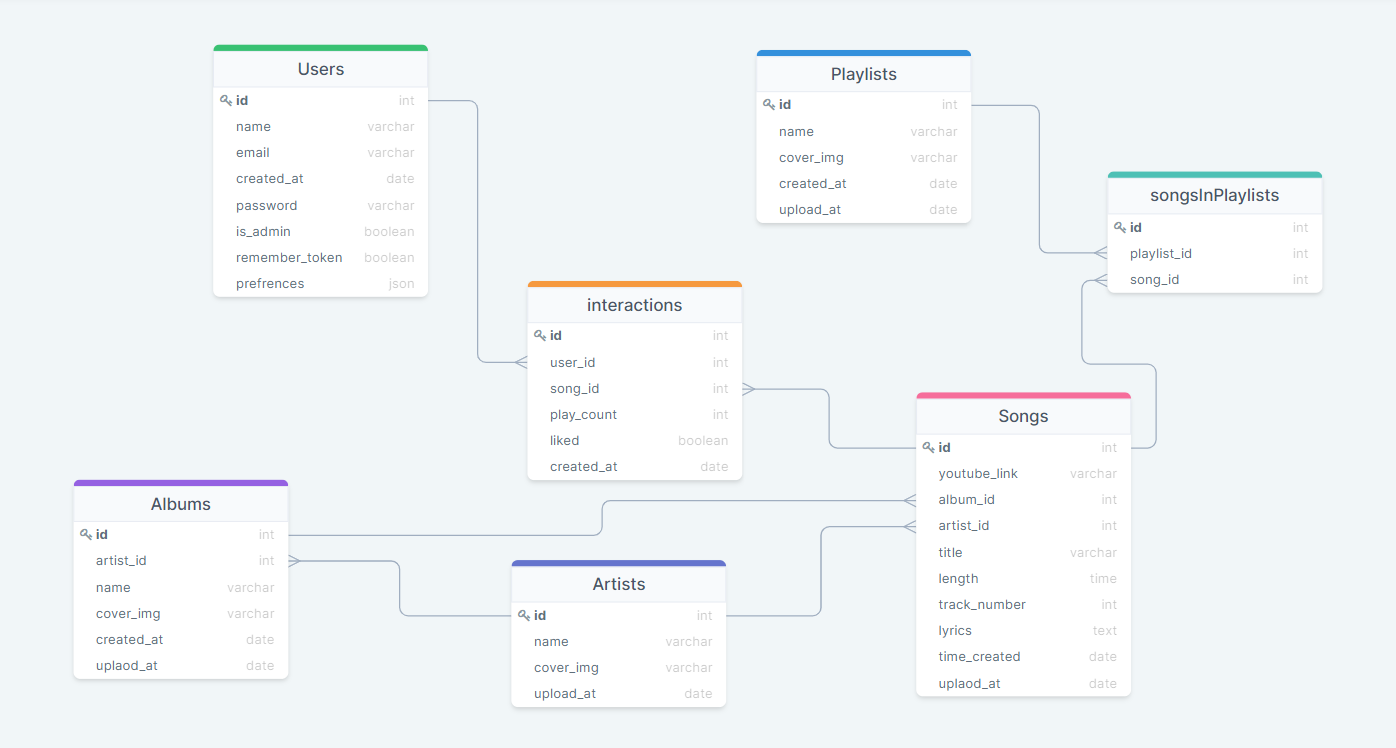 Users
id int
name varchar
email varchar
created_at date
password varchar
is_admin boolean
remember_token boolean
prefrences json
Playlists
id int
name varchar
cover_img varchar
created_at date
upload_at date
songsInPlaylists
id int
playlist_id int
song_id int
interactions
id int
user_id int
song_id int
play_count int
liked boolean
created_at date
Songs
id int
youtube_link varchar
album_id int
artist_id int
title varchar
length time
track_number int
lyrics text
time_created date
uplaod_at date
Albums
id int
artist_id int
name varchar
cover_img varchar
created_at date
uplaod_at date
Artists
id int
name varchar
cover_img varchar
upload_at date